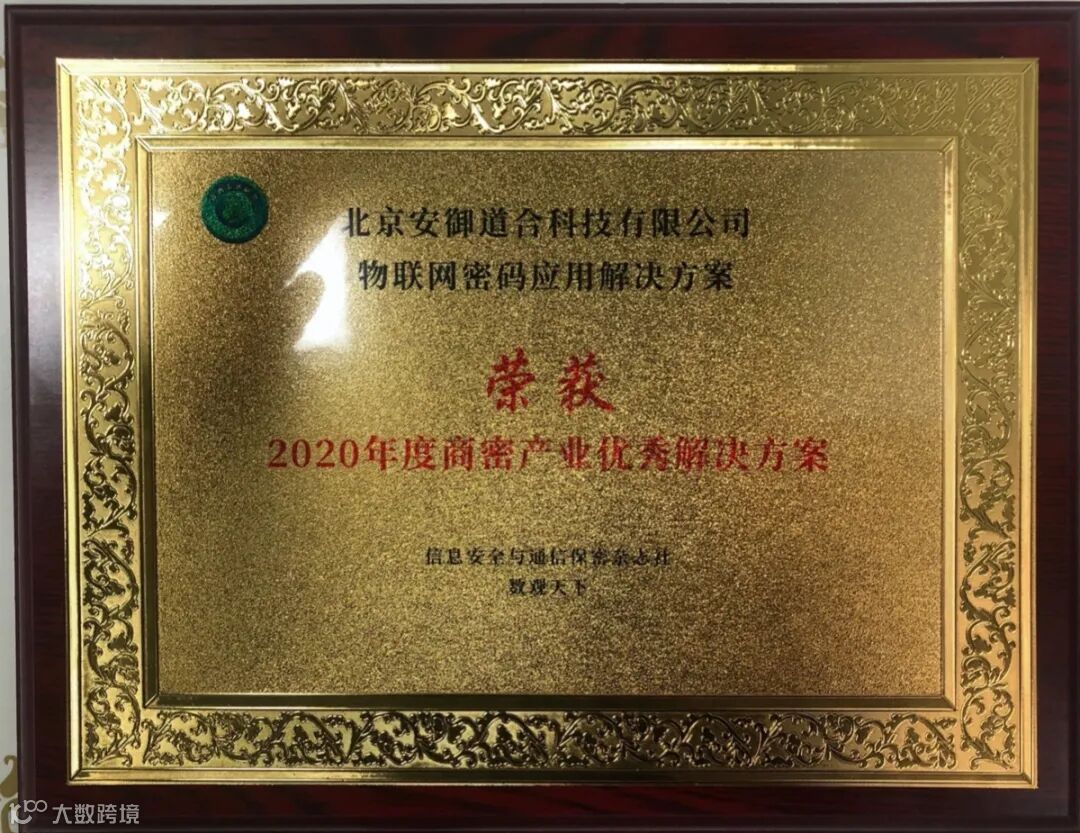 北京安御道合科技有限公司
物联网密码应用解决方案
荣获
2020年度商密产业优秀解决方案
信息安全与通信保密杂志社
数观天下
大数跨境